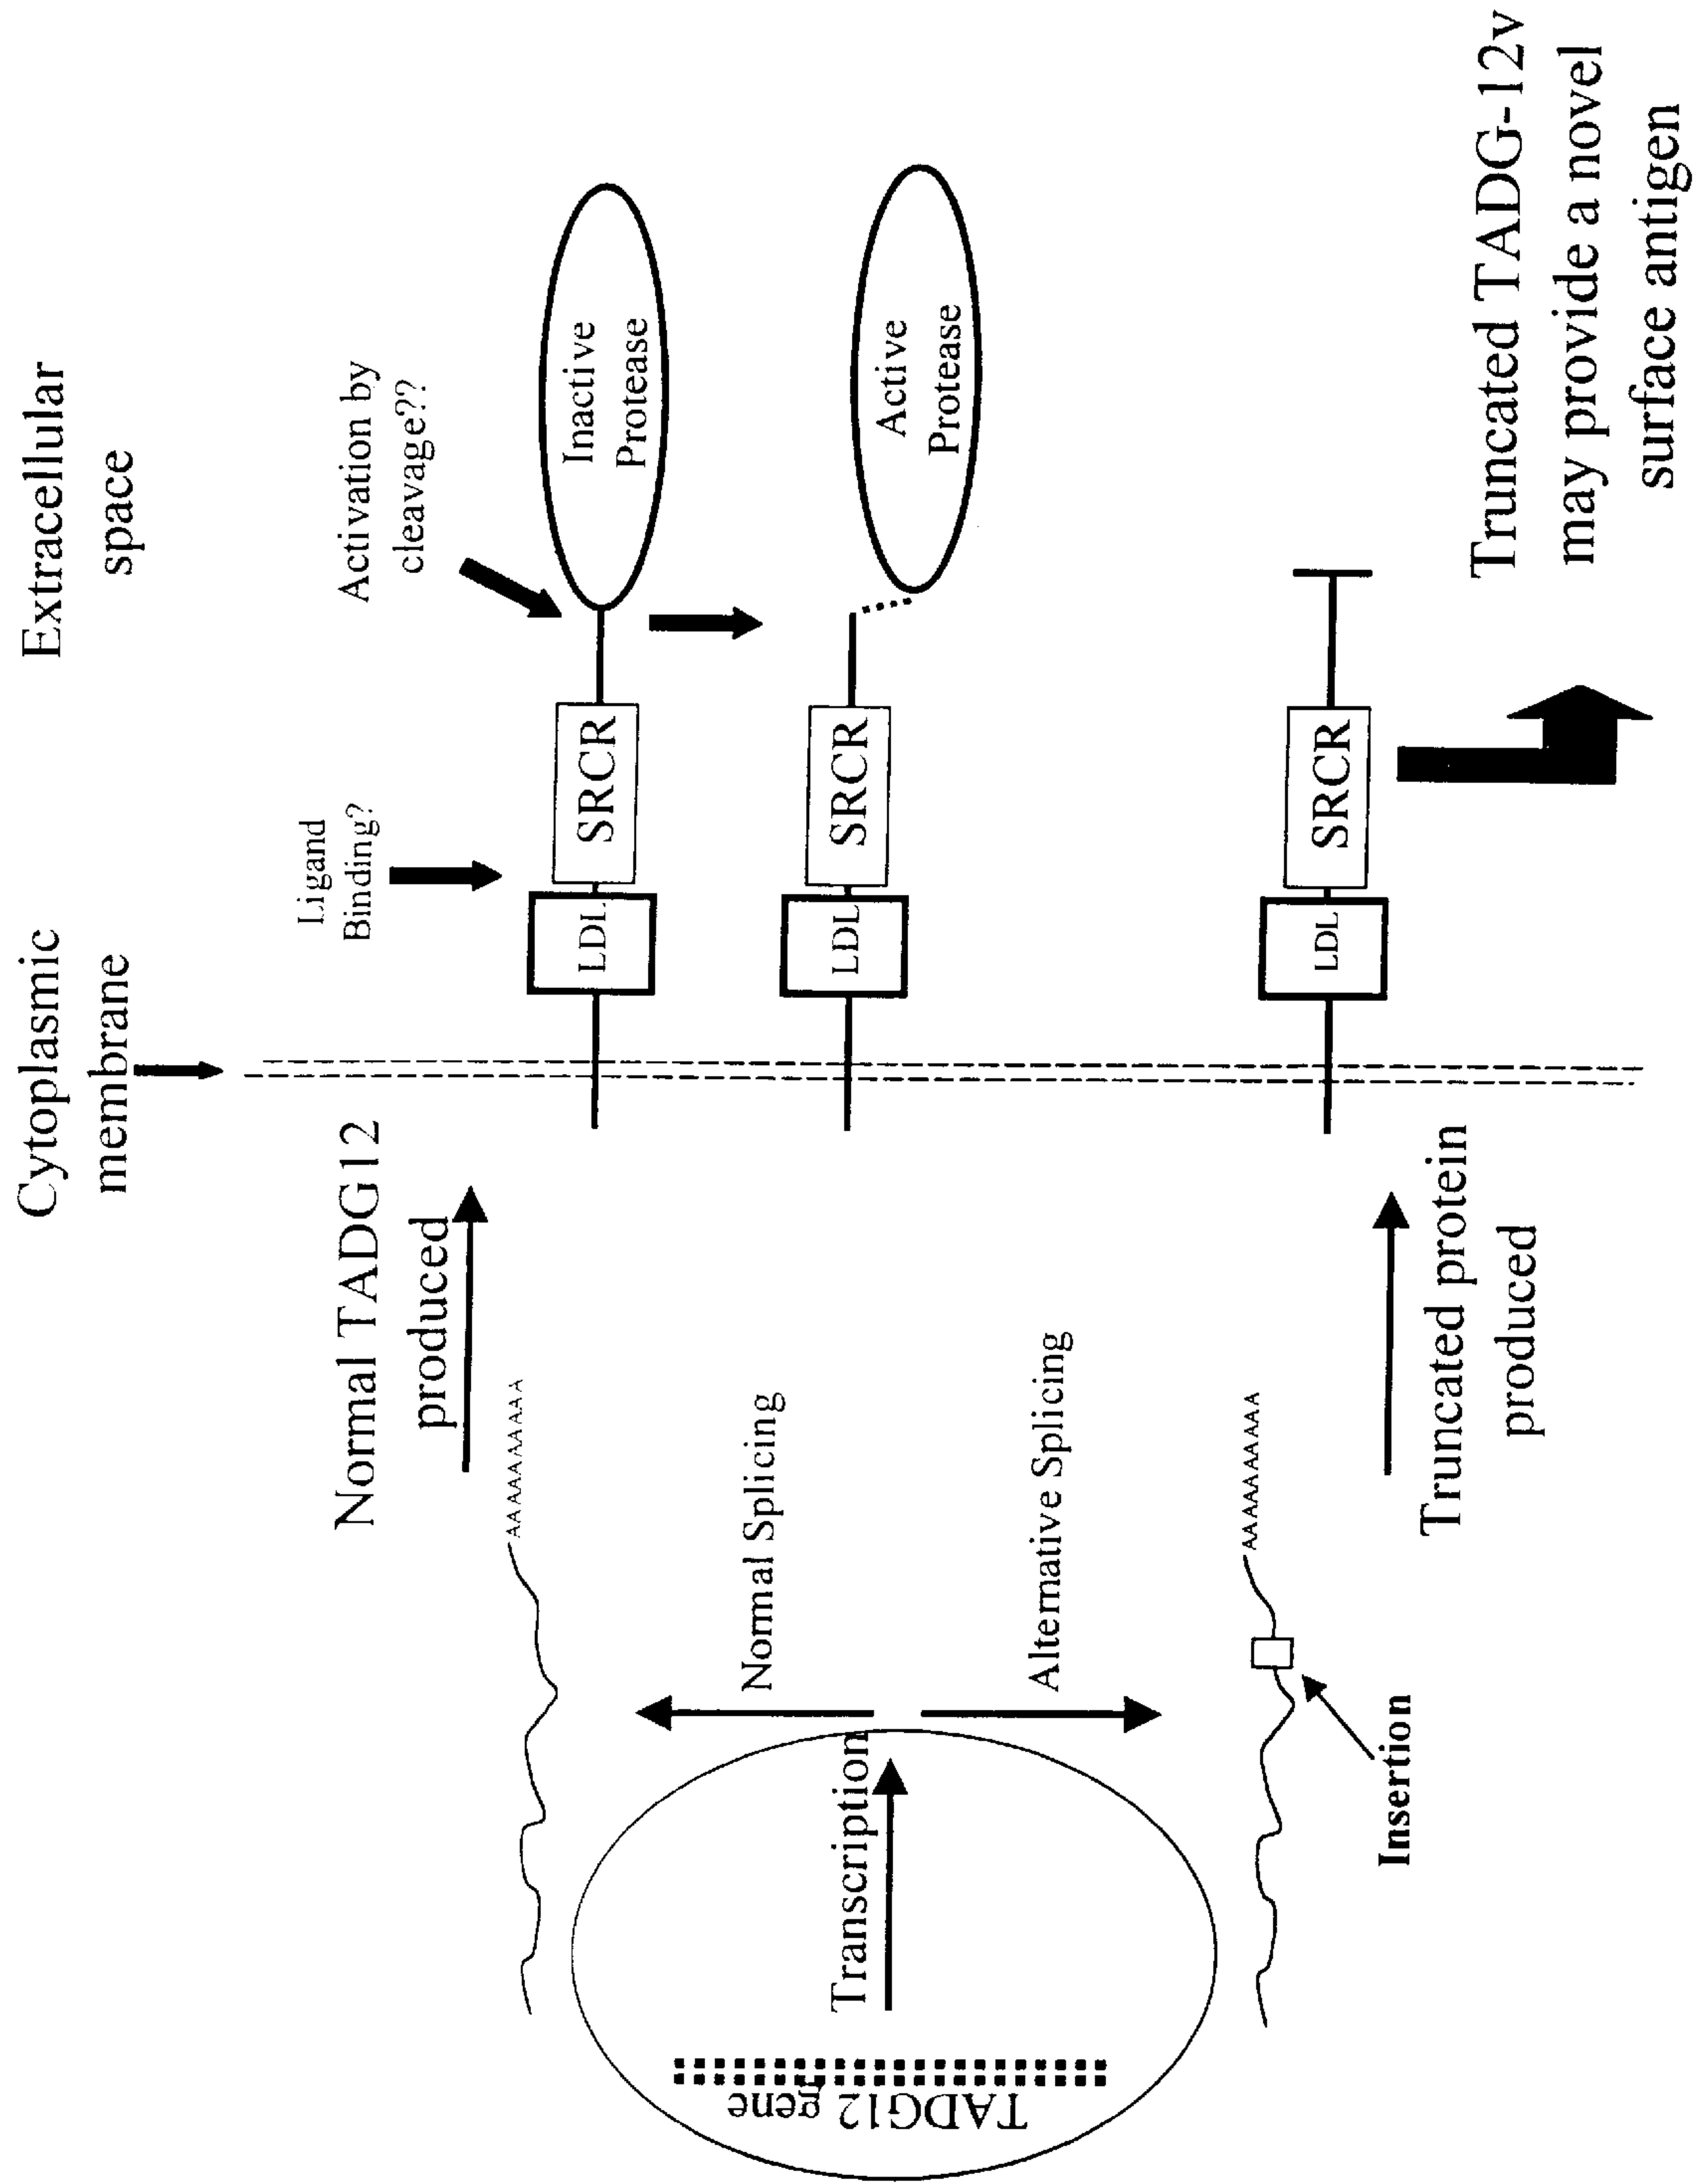 Cytoplasmic
membrane
Extracellular
space
Ligand
Binding?
Activation by
cleavage??
Normal TADG12
produced
AAAAAAAAA
LDL
SRCR
Inactive
Protease
Normal Splicing
LDL
SRCR
Active
Protease
TADG12 gene
Transcription
Alternative Splicing
AAAAAAAAA
Insertion
LDL
SRCR
Truncated protein
produced
Truncated TADG-12v
may provide a novel
surface antigen